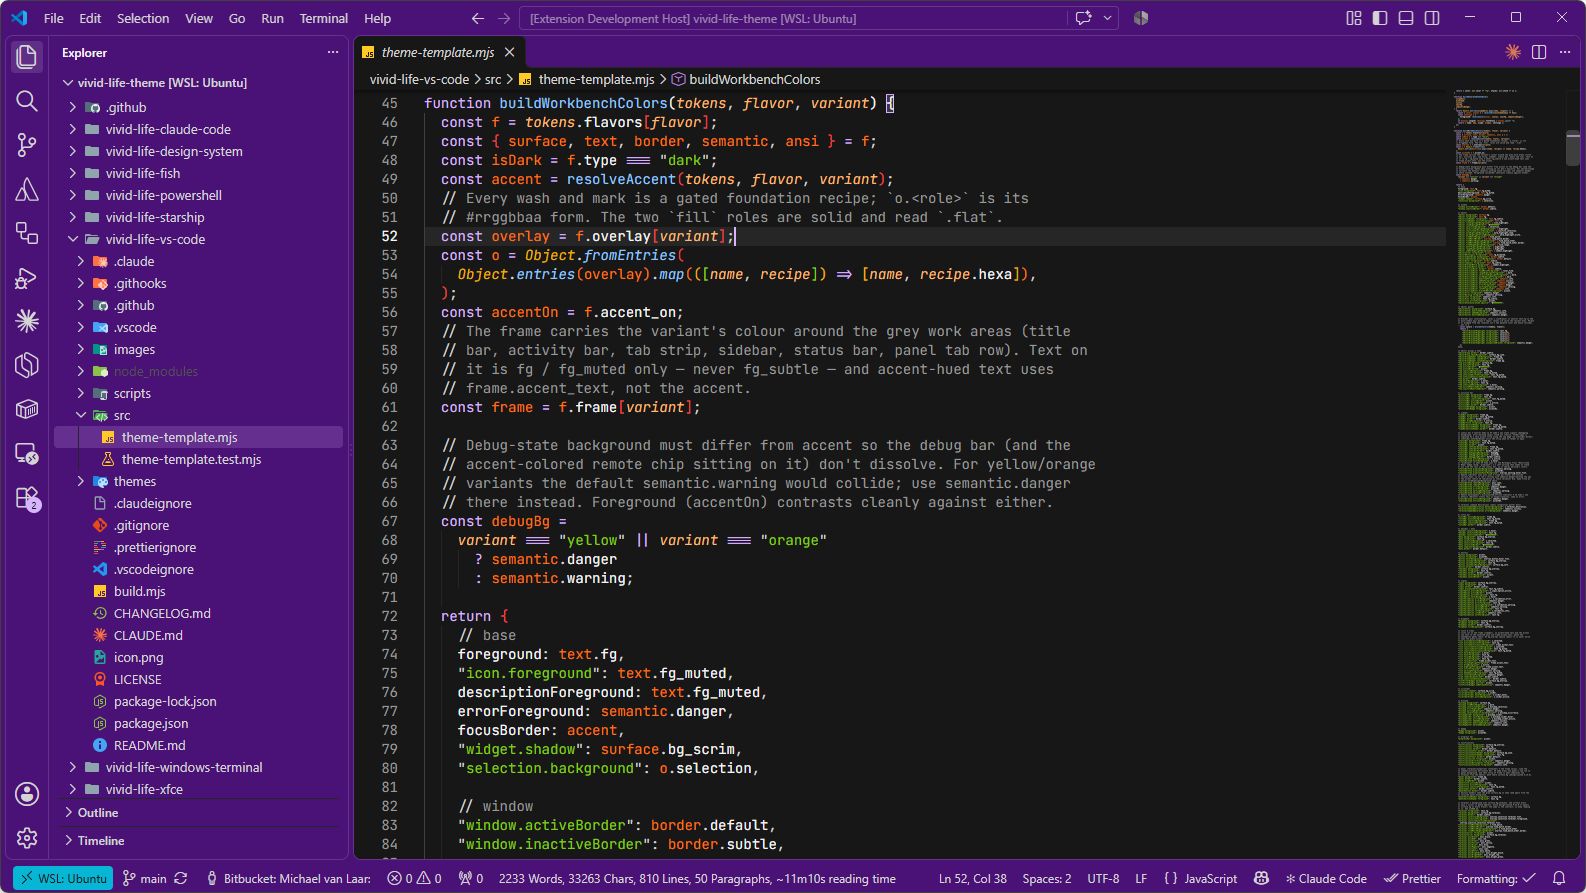 File Edit Selection View Go Run Terminal Help
[Extension Development Host] vivid-life-theme [WSL: Ubuntu]
Explorer
vivid-life-theme [WSL: Ubuntu]
.github
vivid-life-claude-code
vivid-life-design-system
vivid-life-fish
vivid-life-powershell
vivid-life-starship
vivid-life-vs-code
.claude
.githooks
.github
.vscode
images
node_modules
scripts
src
theme-template.mjs
theme-template.test.mjs
themes
.claudeignore
.gitignore
.prettierignore
.vscodeignore
build.mjs
CHANGELOG.md
CLAUDE.md
icon.png
LICENSE
package-lock.json
package.json
README.md
vivid-life-windows-terminal
vivid-life-xfce
Outline
Timeline
2
theme-template.mjs
vivid-life-vs-code > src > theme-template.mjs > buildWorkbenchColors
45 function buildWorkbenchColors(tokens, flavor, variant) {
46 const f = tokens.flavors[flavor];
47 const { surface, text, border, semantic, ansi } = f;
48 const isDark = f.type === "dark";
49 const accent = resolveAccent(tokens, flavor, variant);
50 // Every wash and mark is a gated foundation recipe; `o.<role>` is its
51 // #rrggbbaa form. The two `fill` roles are solid and read `.flat`.
52 const overlay = f.overlay[variant];
53 const o = Object.fromEntries(
54 Object.entries(overlay).map(([name, recipe]) => [name, recipe.hexa]),
55 );
56 const accentOn = f.accent_on;
57 // The frame carries the variant's colour around the grey work areas (title
58 // bar, activity bar, tab strip, sidebar, status bar, panel tab row). Text on
59 // it is fg / fg_muted only — never fg_subtle — and accent-hued text uses
60 // frame.accent_text, not the accent.
61 const frame = f.frame[variant];
62
63 // Debug-state background must differ from accent so the debug bar (and the
64 // accent-colored remote chip sitting on it) don't dissolve. For yellow/orange
65 // variants the default semantic.warning would collide; use semantic.danger
66 // there instead. Foreground (accentOn) contrasts cleanly against either.
67 const debugBg =
68 variant === "yellow" || variant === "orange"
69 ? semantic.danger
70 : semantic.warning;
71
72 return {
73 // base
74 foreground: text.fg,
75 "icon.foreground": text.fg_muted,
76 descriptionForeground: text.fg_muted,
77 errorForeground: semantic.danger,
78 focusBorder: accent,
79 "widget.shadow": surface.bg_scrim,
80 "selection.background": o.selection,
81
82 // window
83 "window.activeBorder": border.default,
84 "window.inactiveBorder": border.subtle,
WSL: Ubuntu main Bitbucket: Michael van Laar: 0 0 0 2233 Words, 33263 Chars, 810 Lines, 50 Paragraphs, ~11m10s reading time Ln 52, Col 38 Spaces: 2 UTF-8 LF { } JavaScript Claude Code Prettier Formatting: